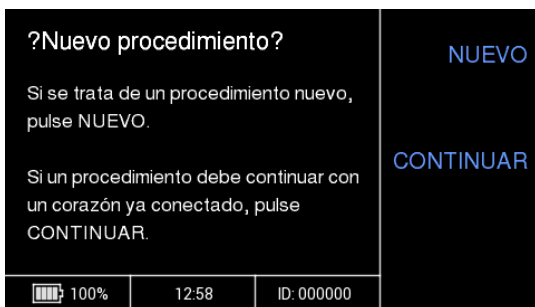 ?Nuevo procedimiento?
NUEVO
Si se trata de un procedimiento nuevo,
pulse NUEVO.
CONTINUAR
Si un procedimiento debe continuar con
un corazón ya conectado, pulse
CONTINUAR.
100%
12:58
ID: 000000